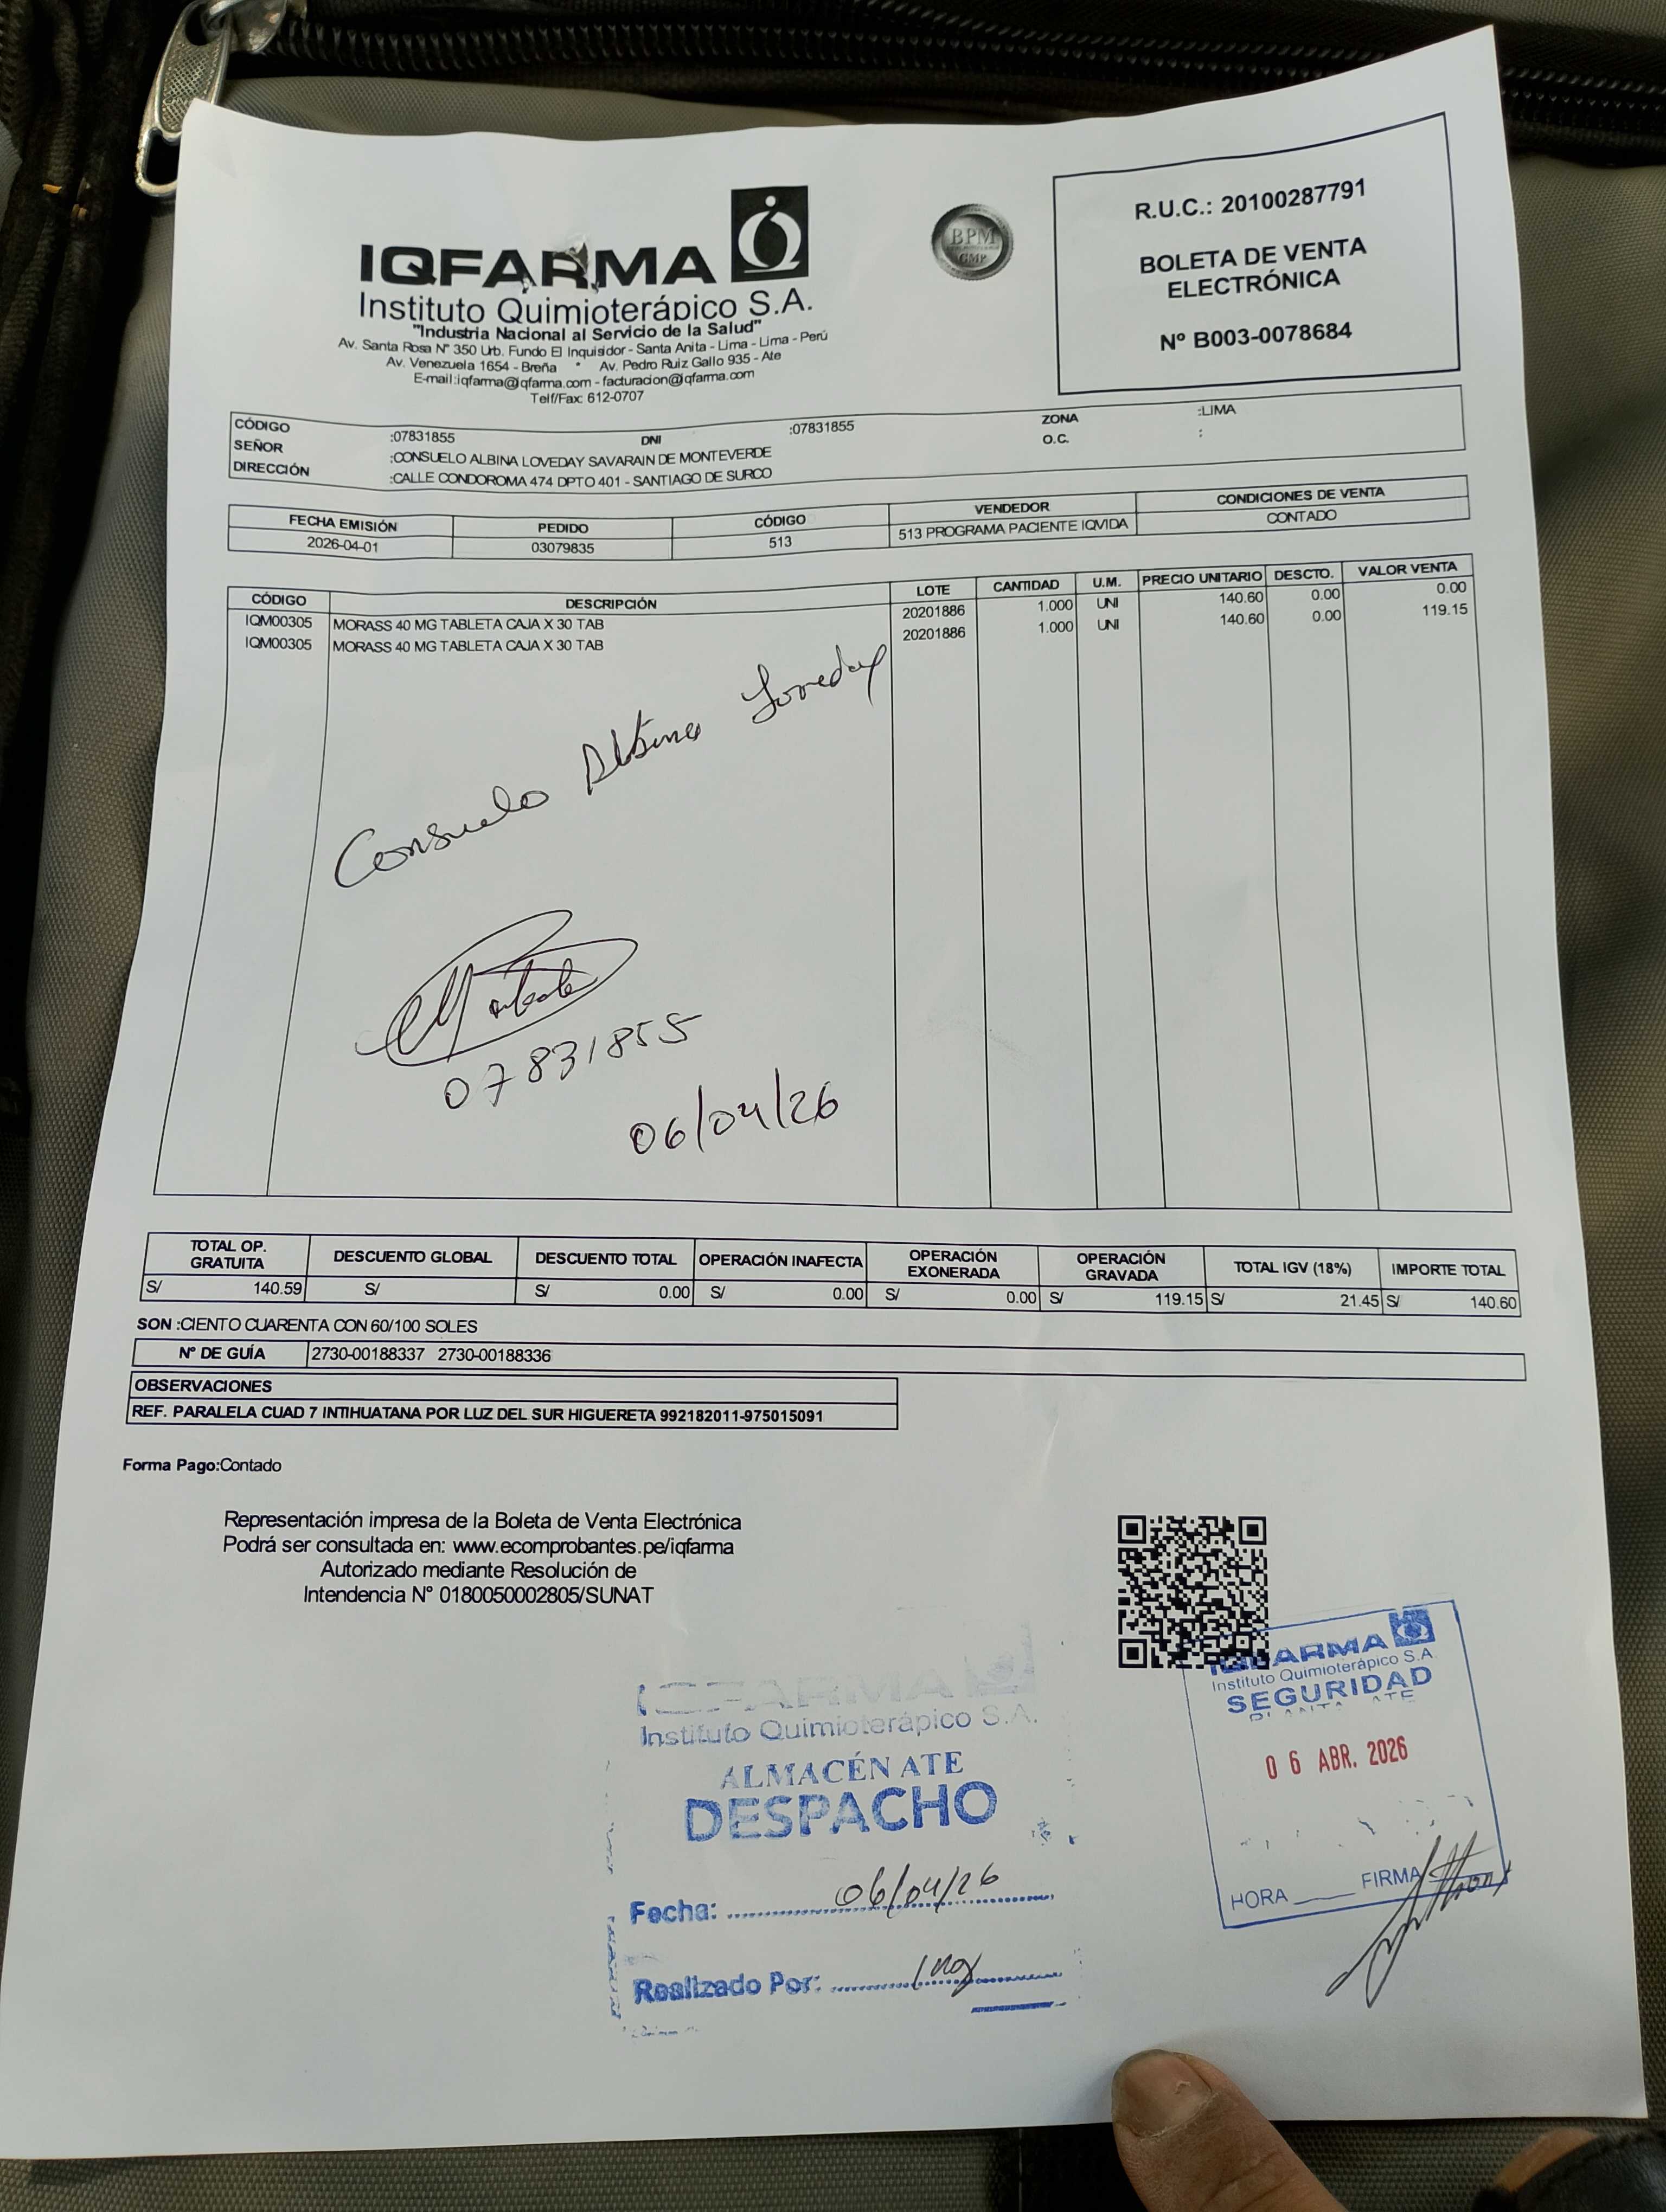 IQFARMA
Instituto Quimioterápico S.A.
"Industria Nacional al Servicio de la Salud"
Av. Santa Rosa N° 350 Urb. Fundo El Inquisidor - Santa Anita - Lima - Lima - Perú
Av. Venezuela 1654 - Breña * Av. Pedro Ruiz Gallo 935 - Ate
E-mail:iqfarma@iqfarma.com - facturacion@iqfarma.com
Telf/Fax: 612-0707
BPM
GMP
R.U.C.: 20100287791
BOLETA DE VENTA
ELECTRÓNICA
Nº B003-0078684
CÓDIGO :07831855 DNI :07831855 ZONA :LIMA
SEÑOR :CONSUELO ALBINA LOVEDAY SAVARAIN DE MONTEVERDE O.C. :
DIRECCIÓN :CALLE CONDOROMA 474 DPTO 401 - SANTIAGO DE SURCO
FECHA EMISIÓN PEDIDO CÓDIGO VENDEDOR CONDICIONES DE VENTA
2026-04-01 03079835 513 513 PROGRAMA PACIENTE IQVIDA CONTADO
CÓDIGO DESCRIPCIÓN LOTE CANTIDAD U.M. PRECIO UNITARIO DESCTO. VALOR VENTA
IQM00305 MORASS 40 MG TABLETA CAJA X 30 TAB 20201886 1.000 UNI 140.60 0.00 0.00
IQM00305 MORASS 40 MG TABLETA CAJA X 30 TAB 20201886 1.000 UNI 140.60 0.00 119.15
Consuelo Albina Loveday
07831855
06/04/26
TOTAL OP. GRATUITA DESCUENTO GLOBAL DESCUENTO TOTAL OPERACIÓN INAFECTA OPERACIÓN EXONERADA OPERACIÓN GRAVADA TOTAL IGV (18%) IMPORTE TOTAL
S/ 140.59 S/ S/ 0.00 S/ 0.00 S/ 0.00 S/ 119.15 S/ 21.45 S/ 140.60
SON :CIENTO CUARENTA CON 60/100 SOLES
Nº DE GUÍA 2730-00188337 2730-00188336
OBSERVACIONES
REF. PARALELA CUAD 7 INTIHUATANA POR LUZ DEL SUR HIGUERETA 992182011-975015091
Forma Pago:Contado
Representación impresa de la Boleta de Venta Electrónica
Podrá ser consultada en: www.ecomprobantes.pe/iqfarma
Autorizado mediante Resolución de
Intendencia N° 0180050002805/SUNAT
IQFARMA
Instituto Quimioterápico S.A.
ALMACÉN ATE
DESPACHO
Fecha: 06/04/26
Realizado Por:
IQFARMA
Instituto Quimioterápico S.A.
SEGURIDAD
PLANTA ATE
06 ABR. 2026
HORA FIRMA